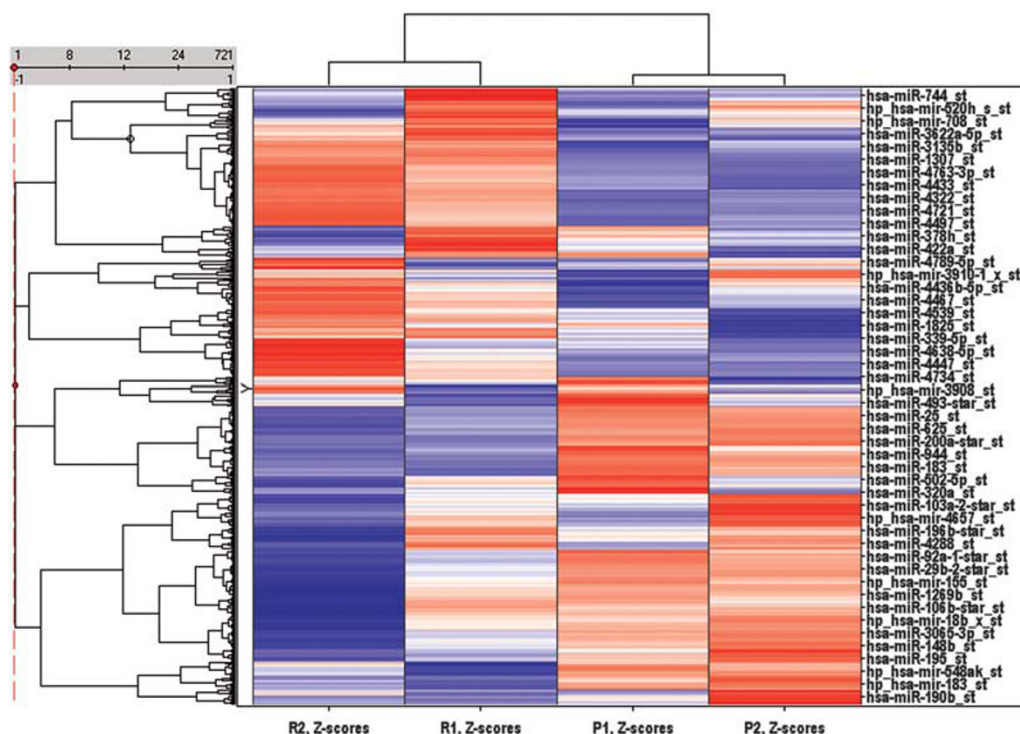 1 8 12 24 721
-1 1
hsa-miR-744_st
hp_hsa-mir-520h_s_st
hp_hsa-mir-708_st
hsa-miR-3622a-5p_st
hsa-miR-3135b_st
hsa-miR-1307_st
hsa-miR-4763-3p_st
hsa-miR-4433_st
hsa-miR-4322_st
hsa-miR-4721_st
hsa-miR-4497_st
hsa-miR-378h_st
hsa-miR-422a_st
hsa-miR-4789-5p_st
hp_hsa-mir-3910-1_x_st
hsa-miR-4436b-5p_st
hsa-miR-4467_st
hsa-miR-4539_st
hsa-miR-1825_st
hsa-miR-339-5p_st
hsa-miR-4638-5p_st
hsa-miR-4447_st
hsa-miR-4734_st
hp_hsa-mir-3908_st
hsa-miR-493-star_st
hsa-miR-25_st
hsa-miR-625_st
hsa-miR-200a-star_st
hsa-miR-944_st
hsa-miR-183_st
hsa-miR-502-5p_st
hsa-miR-320a_st
hsa-miR-103a-2-star_st
hp_hsa-mir-4657_st
hsa-miR-196b-star_st
hsa-miR-4288_st
hsa-miR-92a-1-star_st
hsa-miR-29b-2-star_st
hp_hsa-mir-155_st
hsa-miR-1269b_st
hsa-miR-106b-star_st
hp_hsa-mir-18b_x_st
hsa-miR-3065-3p_st
hsa-miR-148b_st
hsa-miR-195_st
hp_hsa-mir-548ak_st
hp_hsa-mir-183_st
hsa-miR-190b_st
R2, Z-scores R1, Z-scores P1, Z-scores P2, Z-scores